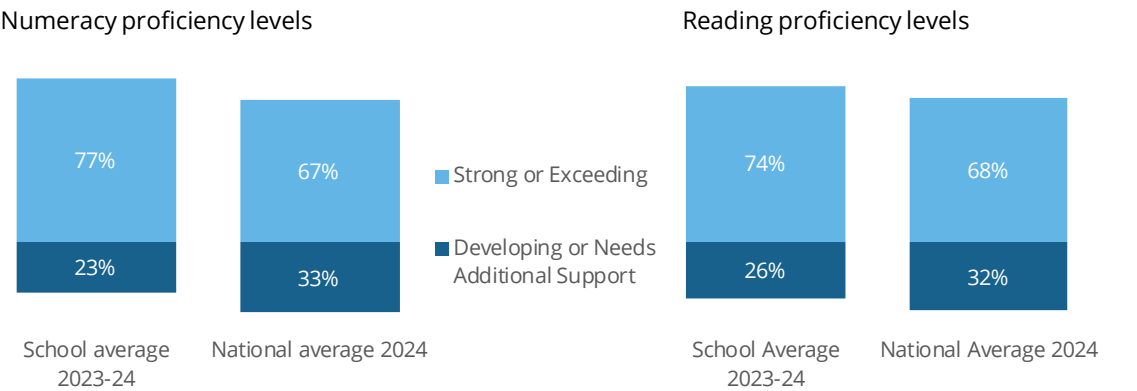 Numeracy proficiency levels
77%
23%
School average
2023-24
67%
33%
National average 2024
Strong or Exceeding
Developing or Needs
Additional Support
Reading proficiency levels
74%
26%
School Average
2023-24
68%
32%
National Average 2024